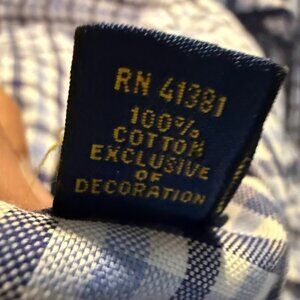 RN 41381
100%
COTTON
EXCLUSIVE
OF
DECORATION